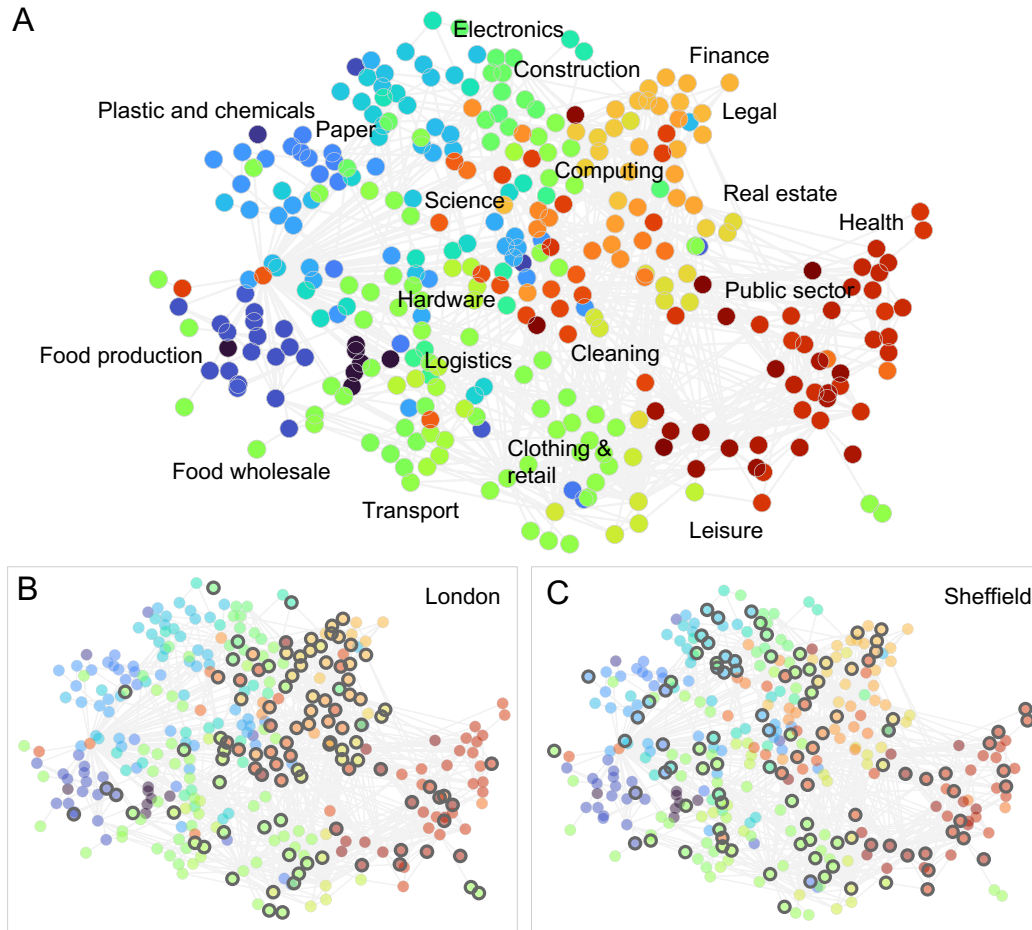 A
Electronics
Finance
Construction
Plastic and chemicals
Legal
Paper
Computing
Science
Real estate
Health
Public sector
Hardware
Food production
Logistics
Cleaning
Clothing &
retail
Food wholesale
Transport
Leisure
B
London
C
Sheffield